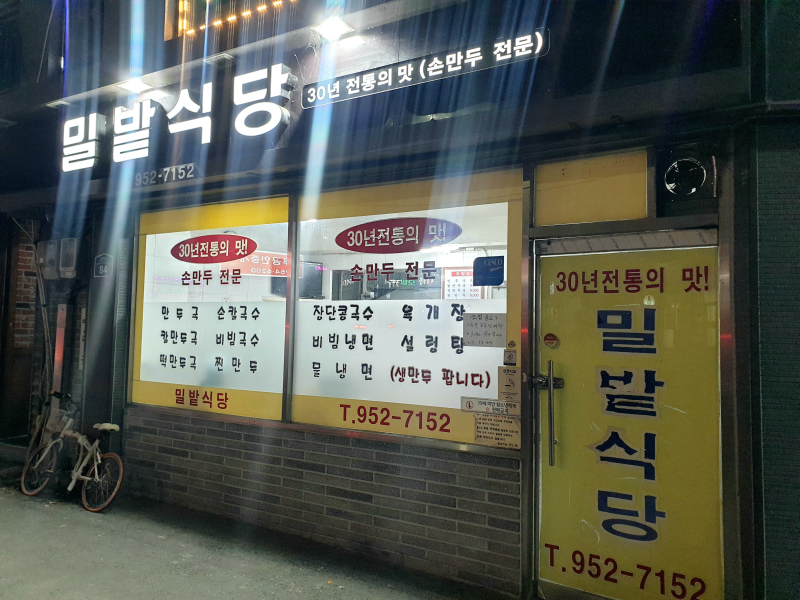 밀밭식당
30년 전통의 맛 (손만두 전문)
952-7152
84
30년전통의 맛!
손만두 전문
만두국 손칼국수
칼만두국 비빔국수
떡만두국 찐만두
밀밭식당
30년전통의 맛!
손만두 전문
장단콩국수 육개장
비빔냉면 설렁탕
물냉면 (생만두 팝니다)
T.952-7152
CESCO
30년전통의 맛!
밀밭식당
T.952-7152